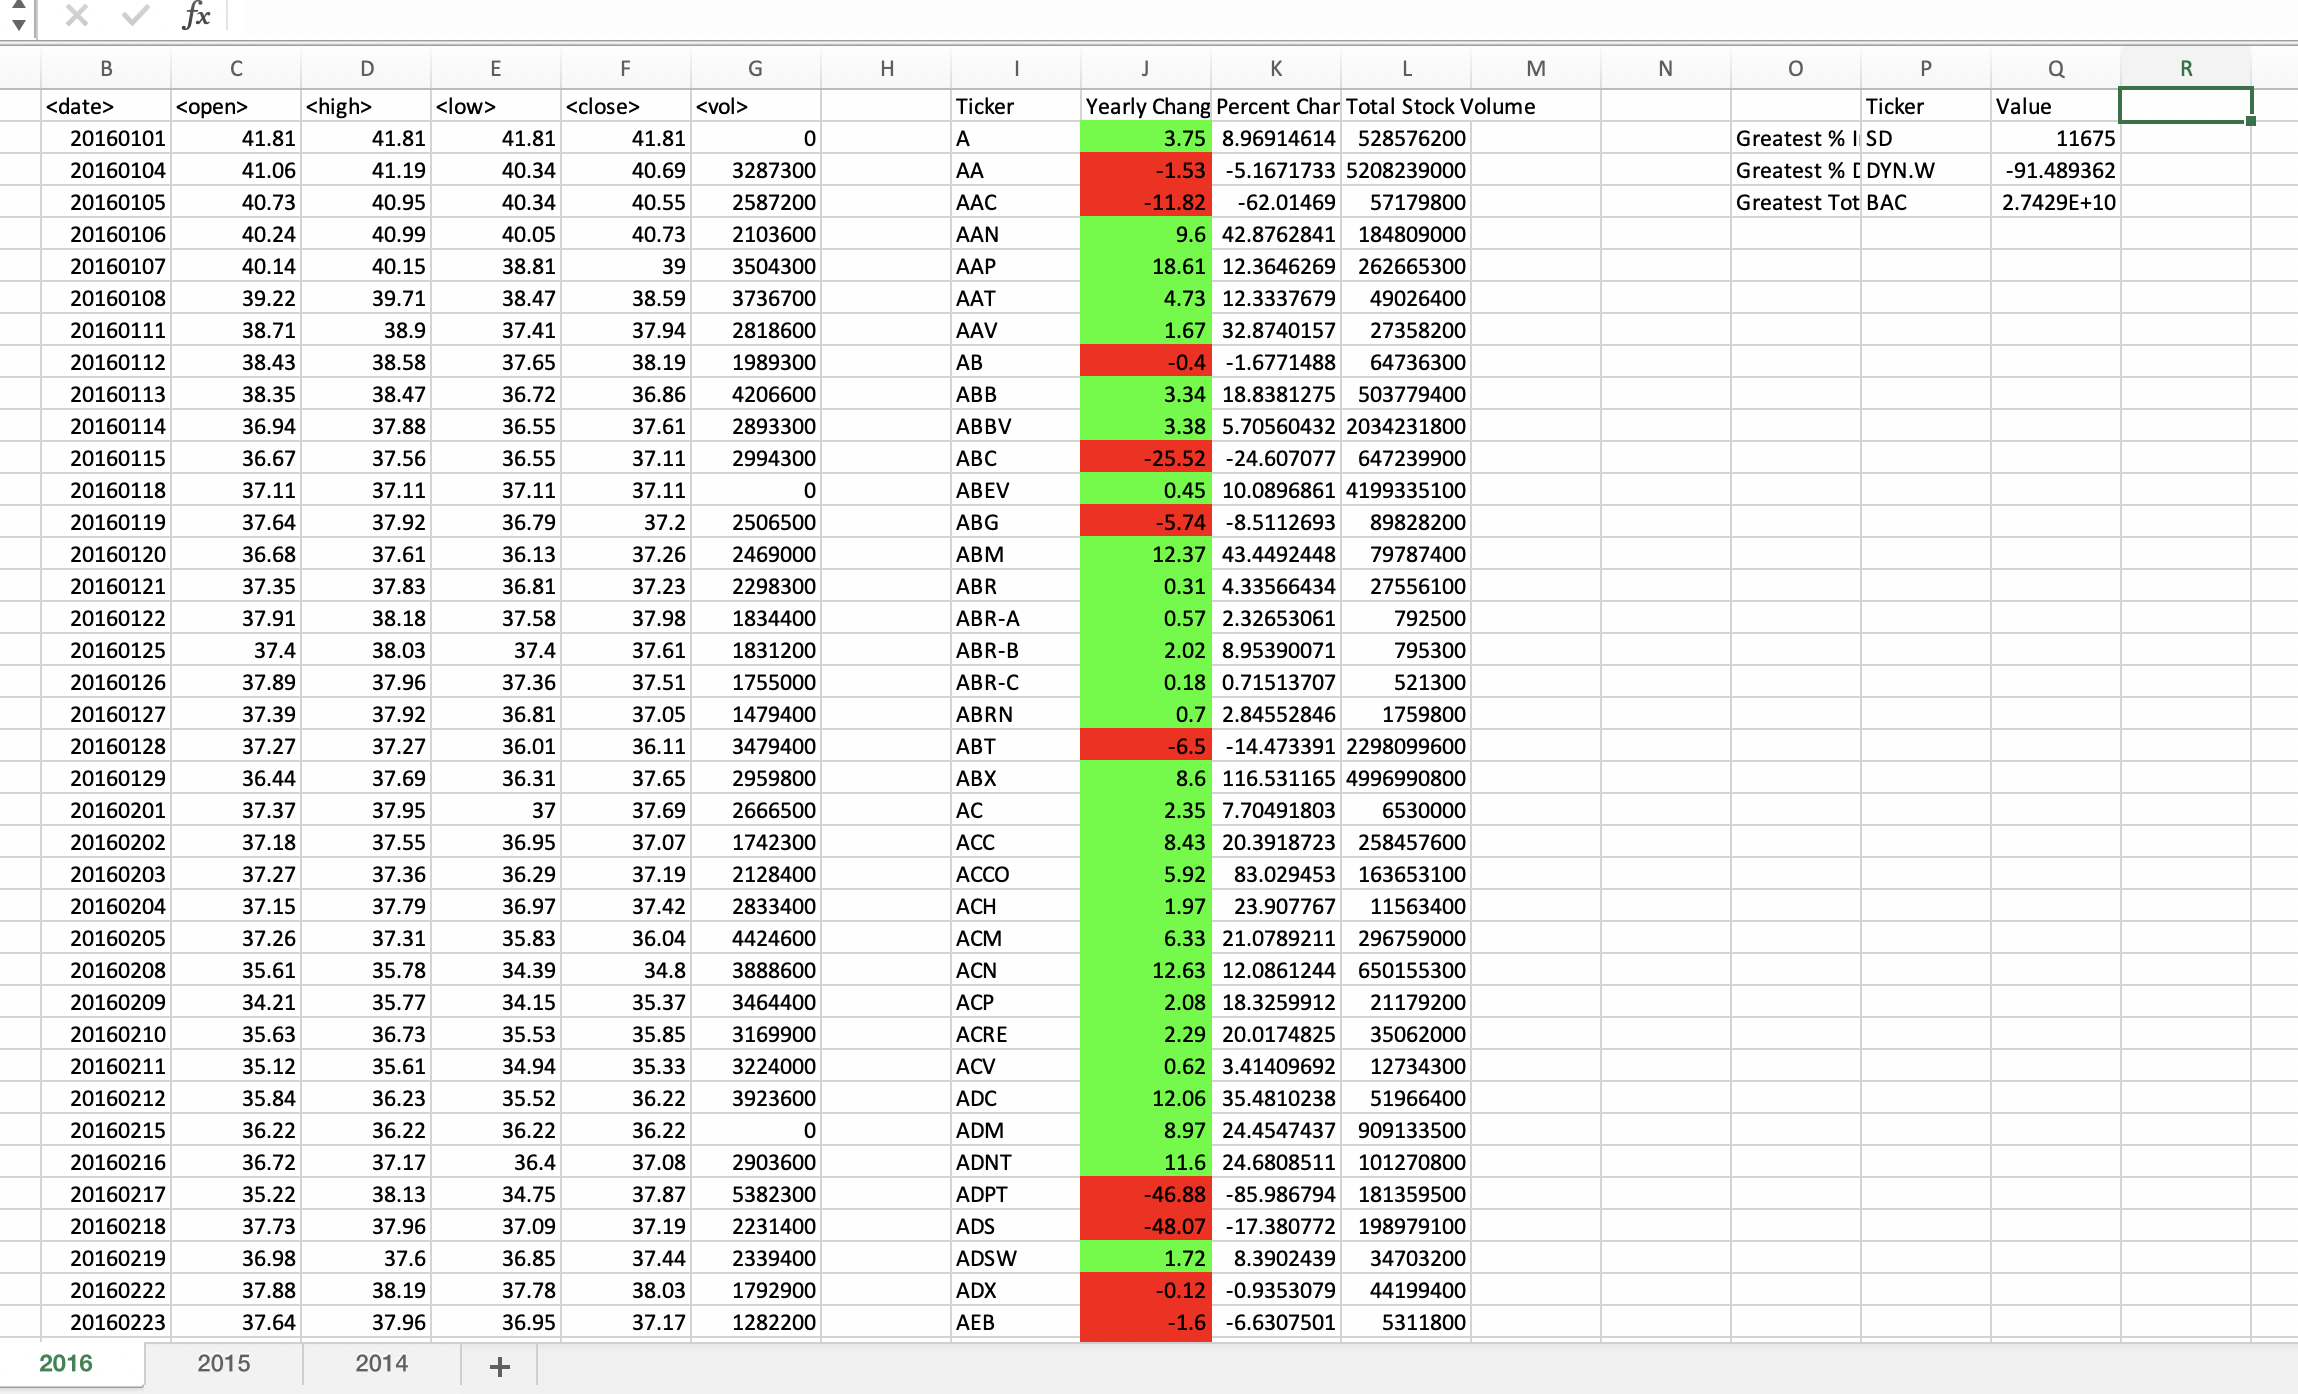 fx
B C D E F G H I J K L M N O P Q R
<date> <open> <high> <low> <close> <vol> Ticker Yearly Chang Percent Char Total Stock Volume Ticker Value
20160101 41.81 41.81 41.81 41.81 0 A 3.75 8.96914614 528576200 Greatest % I SD 11675
20160104 41.06 41.19 40.34 40.69 3287300 AA -1.53 -5.1671733 5208239000 Greatest % D DYN.W -91.489362
20160105 40.73 40.95 40.34 40.55 2587200 AAC -11.82 -62.01469 57179800 Greatest Tot BAC 2.7429E+10
20160106 40.24 40.99 40.05 40.73 2103600 AAN 9.6 42.8762841 184809000
20160107 40.14 40.15 38.81 39 3504300 AAP 18.61 12.3646269 262665300
20160108 39.22 39.71 38.47 38.59 3736700 AAT 4.73 12.3337679 49026400
20160111 38.71 38.9 37.41 37.94 2818600 AAV 1.67 32.8740157 27358200
20160112 38.43 38.58 37.65 38.19 1989300 AB -0.4 -1.6771488 64736300
20160113 38.35 38.47 36.72 36.86 4206600 ABB 3.34 18.8381275 503779400
20160114 36.94 37.88 36.55 37.61 2893300 ABBV 3.38 5.70560432 2034231800
20160115 36.67 37.56 36.55 37.11 2994300 ABC -25.52 -24.607077 647239900
20160118 37.11 37.11 37.11 37.11 0 ABEV 0.45 10.0896861 4199335100
20160119 37.64 37.92 36.79 37.2 2506500 ABG -5.74 -8.5112693 89828200
20160120 36.68 37.61 36.13 37.26 2469000 ABM 12.37 43.4492448 79787400
20160121 37.35 37.83 36.81 37.23 2298300 ABR 0.31 4.33566434 27556100
20160122 37.91 38.18 37.58 37.98 1834400 ABR-A 0.57 2.32653061 792500
20160125 37.4 38.03 37.4 37.61 1831200 ABR-B 2.02 8.95390071 795300
20160126 37.89 37.96 37.36 37.51 1755000 ABR-C 0.18 0.71513707 521300
20160127 37.39 37.92 36.81 37.05 1479400 ABRN 0.7 2.84552846 1759800
20160128 37.27 37.27 36.01 36.11 3479400 ABT -6.5 -14.473391 2298099600
20160129 36.44 37.69 36.31 37.65 2959800 ABX 8.6 116.531165 4996990800
20160201 37.37 37.95 37 37.69 2666500 AC 2.35 7.70491803 6530000
20160202 37.18 37.55 36.95 37.07 1742300 ACC 8.43 20.3918723 258457600
20160203 37.27 37.36 36.29 37.19 2128400 ACCO 5.92 83.029453 163653100
20160204 37.15 37.79 36.97 37.42 2833400 ACH 1.97 23.907767 11563400
20160205 37.26 37.31 35.83 36.04 4424600 ACM 6.33 21.0789211 296759000
20160208 35.61 35.78 34.39 34.8 3888600 ACN 12.63 12.0861244 650155300
20160209 34.21 35.77 34.15 35.37 3464400 ACP 2.08 18.3259912 21179200
20160210 35.63 36.73 35.53 35.85 3169900 ACRE 2.29 20.0174825 35062000
20160211 35.12 35.61 34.94 35.33 3224000 ACV 0.62 3.41409692 12734300
20160212 35.84 36.23 35.52 36.22 3923600 ADC 12.06 35.4810238 51966400
20160215 36.22 36.22 36.22 36.22 0 ADM 8.97 24.4547437 909133500
20160216 36.72 37.17 36.4 37.08 2903600 ADNT 11.6 24.6808511 101270800
20160217 35.22 38.13 34.75 37.87 5382300 ADPT -46.88 -85.986794 181359500
20160218 37.73 37.96 37.09 37.19 2231400 ADS -48.07 -17.380772 198979100
20160219 36.98 37.6 36.85 37.44 2339400 ADSW 1.72 8.3902439 34703200
20160222 37.88 38.19 37.78 38.03 1792900 ADX -0.12 -0.9353079 44199400
20160223 37.64 37.96 36.95 37.17 1282200 AEB -1.6 -6.6307501 5311800
2016 2015 2014 +